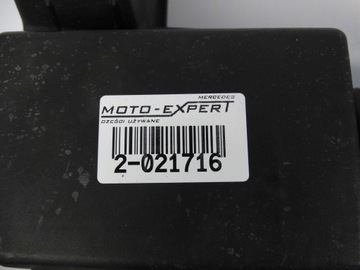 MERCEDES
MOTO-EXPERT
CZĘŚCI UŻYWANE
2-021716